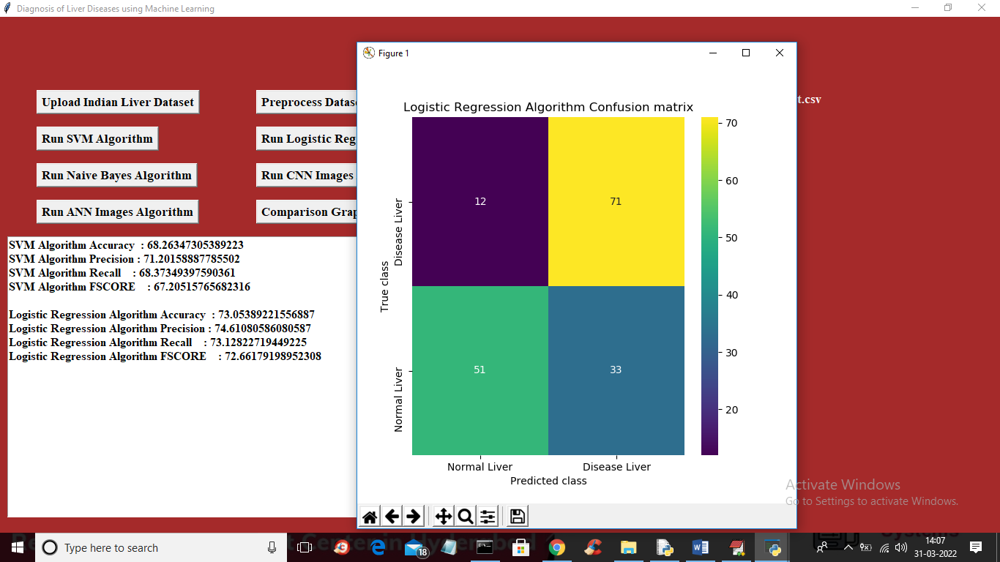 Diagnosis of Liver Diseases using Machine Learning
Figure 1
t.csv
Upload Indian Liver Dataset
Preprocess Datas
Run SVM Algorithm
Run Logistic Reg
Run Naive Bayes Algorithm
Run CNN Images
Run ANN Images Algorithm
Comparison Grap
SVM Algorithm Accuracy : 68.26347305389223
SVM Algorithm Precision : 71.20158887785502
SVM Algorithm Recall : 68.37349397590361
SVM Algorithm FSCORE : 67.20515765682316
Logistic Regression Algorithm Accuracy : 73.05389221556887
Logistic Regression Algorithm Precision : 74.61080586080587
Logistic Regression Algorithm Recall : 73.12822719449225
Logistic Regression Algorithm FSCORE : 72.66179198952308
Logistic Regression Algorithm Confusion matrix
True class
Disease Liver
Normal Liver
12
71
51
33
Normal Liver
Disease Liver
Predicted class
70
60
50
40
30
20
Activate Windows
Go to Settings to activate Windows.
Type here to search
18
14:07
31-03-2022